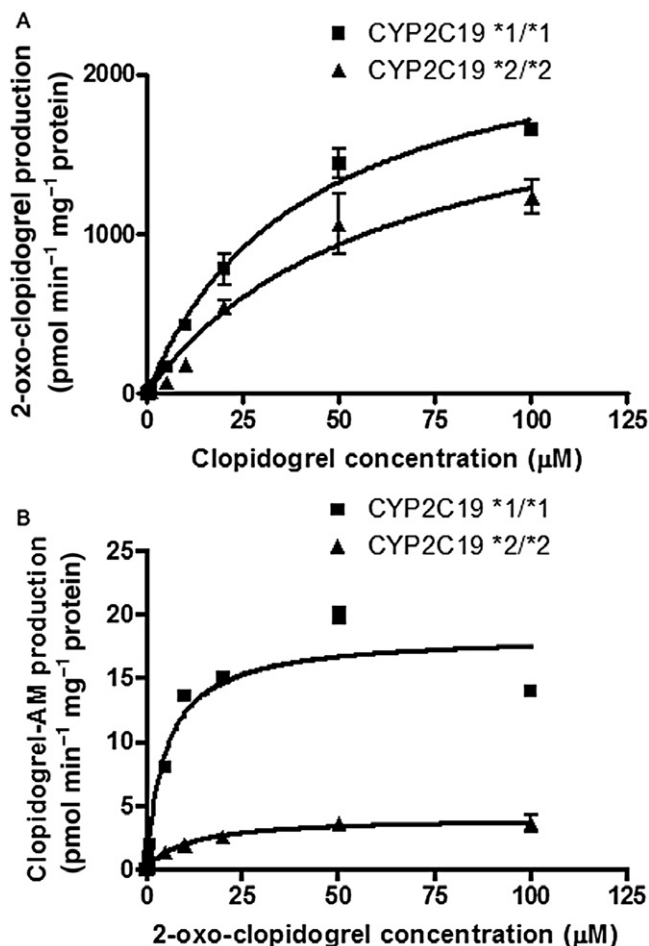 A
CYP2C19 *1/*1
CYP2C19 *2/*2
2-oxo-clopidogrel production
(pmol min⁻¹ mg⁻¹ protein)
2000
1000
0
0 25 50 75 100 125
Clopidogrel concentration (μM)
B
CYP2C19 *1/*1
CYP2C19 *2/*2
Clopidogrel-AM production
(pmol min⁻¹ mg⁻¹ protein)
25
20
15
10
5
0
0 25 50 75 100 125
2-oxo-clopidogrel concentration (μM)